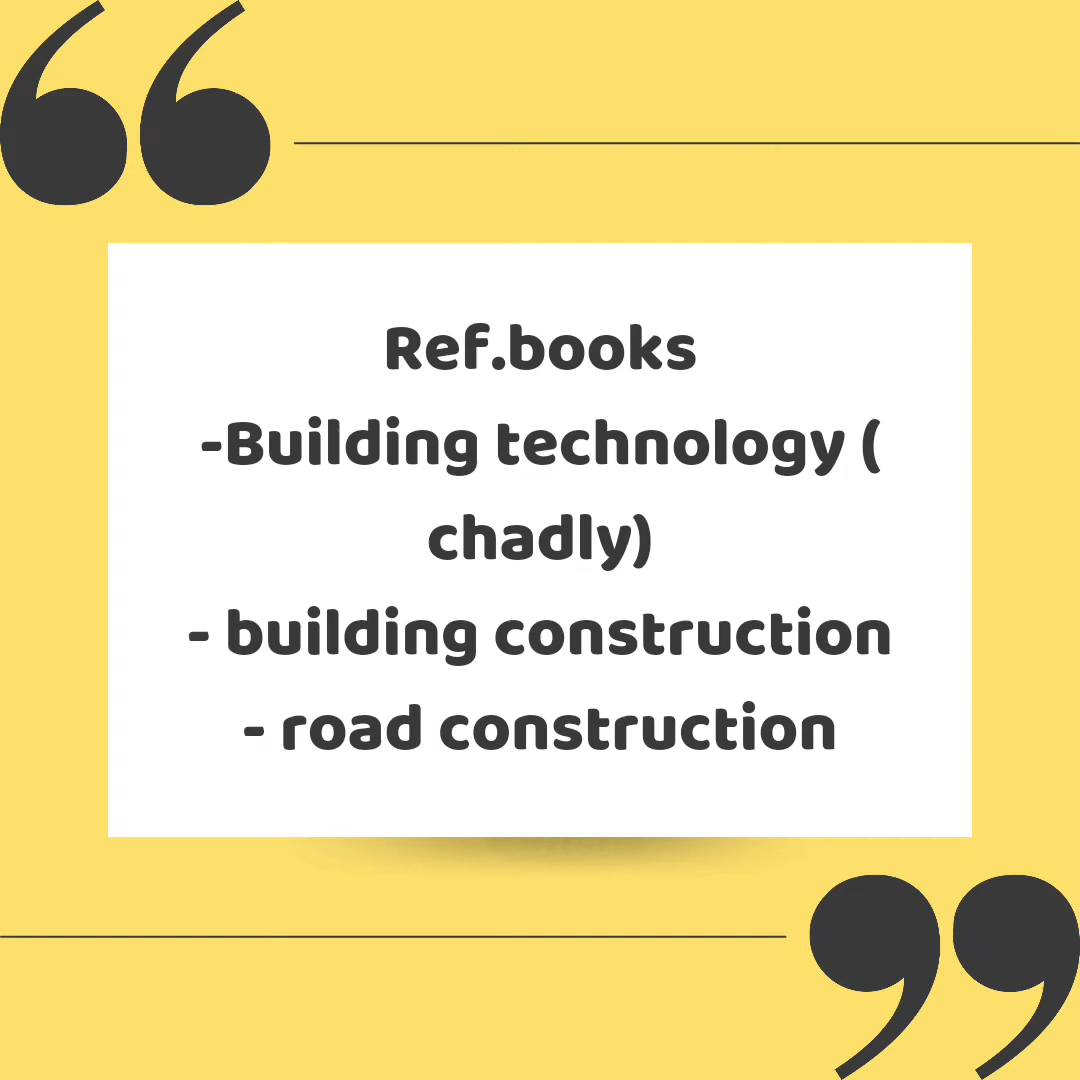 Ref.books
-Building technology (
chadly)
- building construction
- road construction